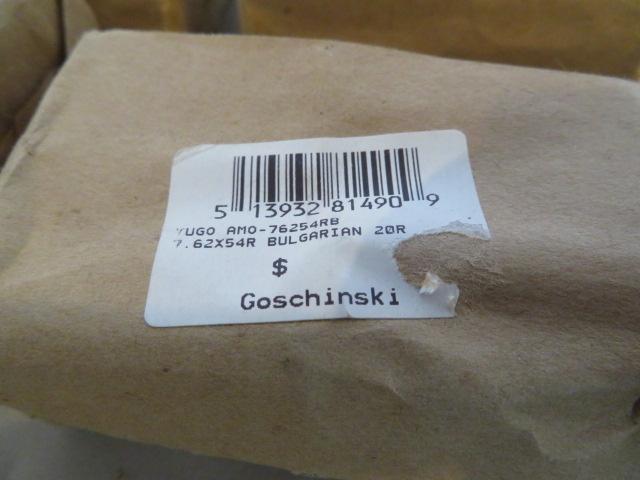 5 13932 81490 9
YUGO AMO-76254RB
7.62X54R BULGARIAN 20R
$
Goschinski